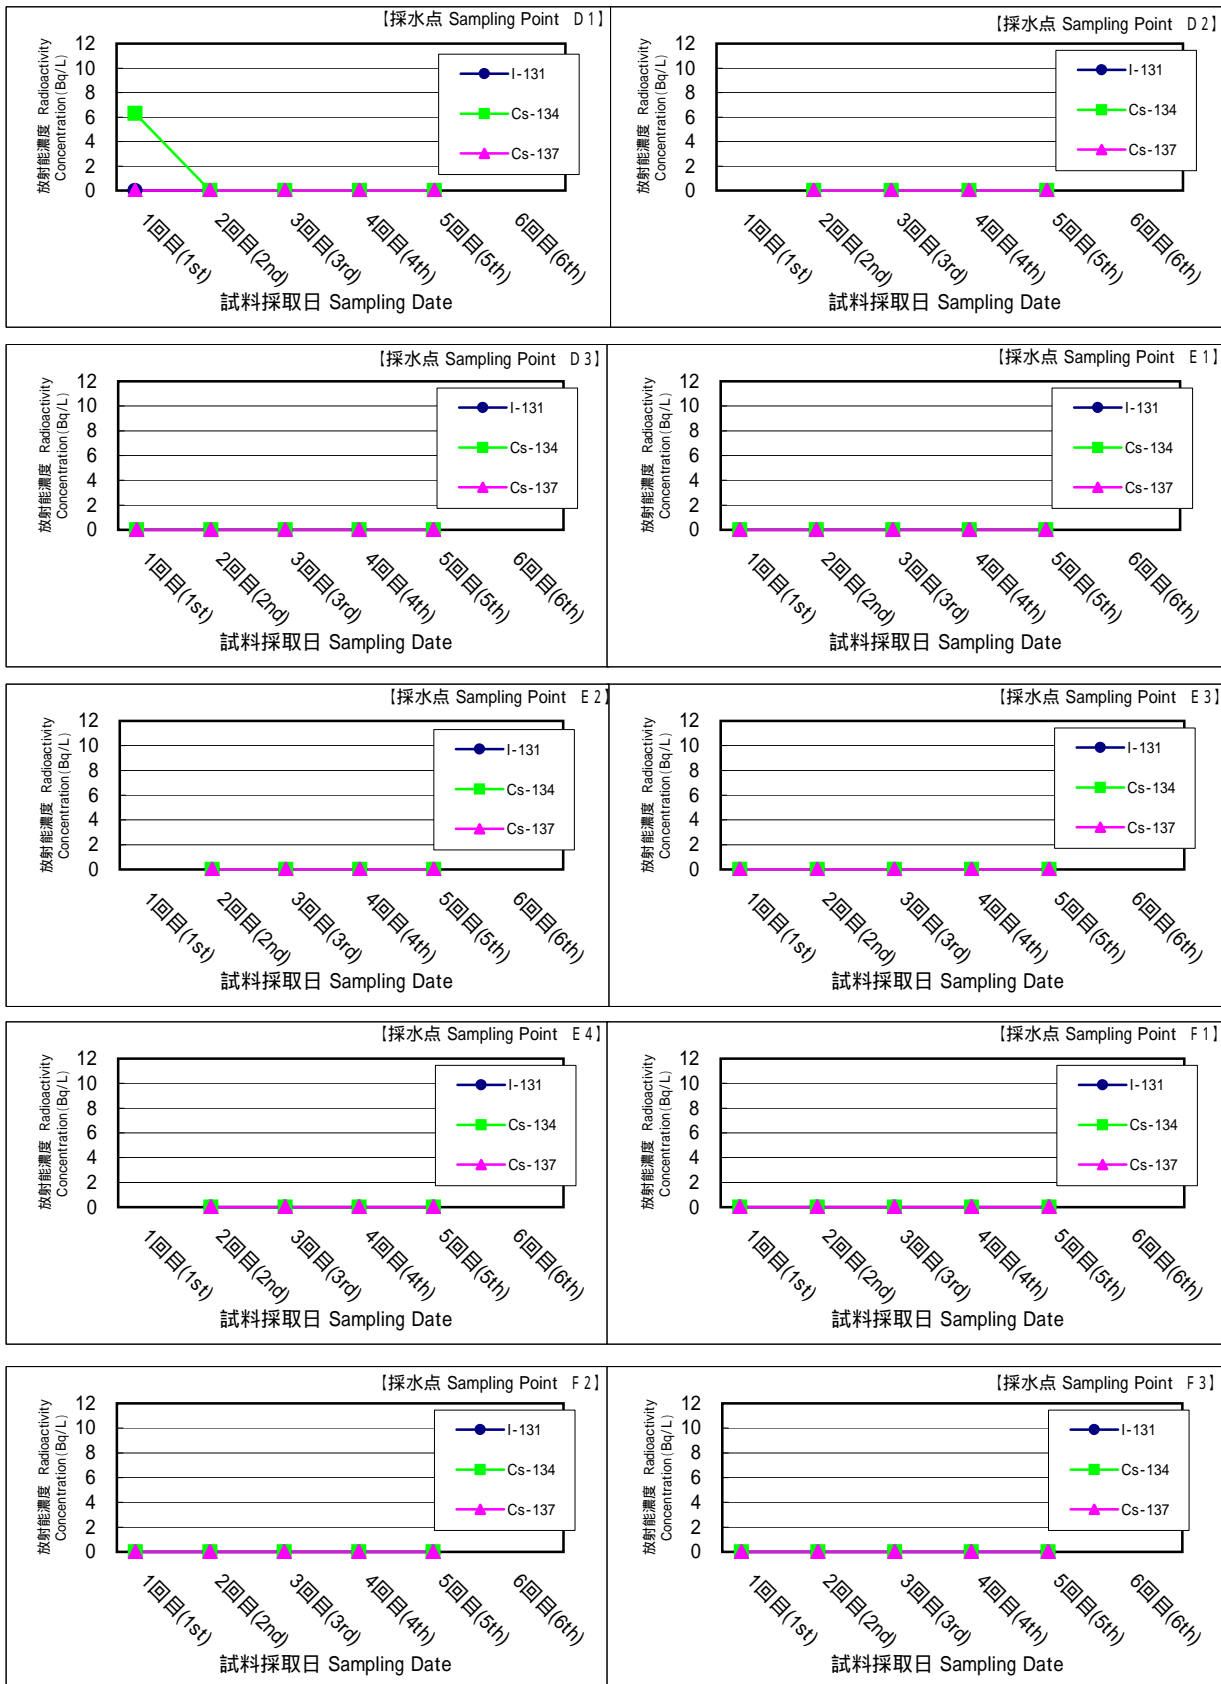 【採水点 Sampling Point D1】
放射能濃度 Radioactivity
Concentration(Bq/L)
12
10
8
6
4
2
0
I-131
Cs-134
Cs-137
1回目(1st)
2回目(2nd)
3回目(3rd)
4回目(4th)
5回目(5th)
6回目(6th)
試料採取日 Sampling Date
【採水点 Sampling Point D2】
放射能濃度 Radioactivity
Concentration(Bq/L)
12
10
8
6
4
2
0
I-131
Cs-134
Cs-137
1回目(1st)
2回目(2nd)
3回目(3rd)
4回目(4th)
5回目(5th)
6回目(6th)
試料採取日 Sampling Date
【採水点 Sampling Point D3】
放射能濃度 Radioactivity
Concentration(Bq/L)
12
10
8
6
4
2
0
I-131
Cs-134
Cs-137
1回目(1st)
2回目(2nd)
3回目(3rd)
4回目(4th)
5回目(5th)
6回目(6th)
試料採取日 Sampling Date
【採水点 Sampling Point E1】
放射能濃度 Radioactivity
Concentration(Bq/L)
12
10
8
6
4
2
0
I-131
Cs-134
Cs-137
1回目(1st)
2回目(2nd)
3回目(3rd)
4回目(4th)
5回目(5th)
6回目(6th)
試料採取日 Sampling Date
【採水点 Sampling Point E2】
放射能濃度 Radioactivity
Concentration(Bq/L)
12
10
8
6
4
2
0
I-131
Cs-134
Cs-137
1回目(1st)
2回目(2nd)
3回目(3rd)
4回目(4th)
5回目(5th)
6回目(6th)
試料採取日 Sampling Date
【採水点 Sampling Point E3】
放射能濃度 Radioactivity
Concentration(Bq/L)
12
10
8
6
4
2
0
I-131
Cs-134
Cs-137
1回目(1st)
2回目(2nd)
3回目(3rd)
4回目(4th)
5回目(5th)
6回目(6th)
試料採取日 Sampling Date
【採水点 Sampling Point E4】
放射能濃度 Radioactivity
Concentration(Bq/L)
12
10
8
6
4
2
0
I-131
Cs-134
Cs-137
1回目(1st)
2回目(2nd)
3回目(3rd)
4回目(4th)
5回目(5th)
6回目(6th)
試料採取日 Sampling Date
【採水点 Sampling Point F1】
放射能濃度 Radioactivity
Concentration(Bq/L)
12
10
8
6
4
2
0
I-131
Cs-134
Cs-137
1回目(1st)
2回目(2nd)
3回目(3rd)
4回目(4th)
5回目(5th)
6回目(6th)
試料採取日 Sampling Date
【採水点 Sampling Point F2】
放射能濃度 Radioactivity
Concentration(Bq/L)
12
10
8
6
4
2
0
I-131
Cs-134
Cs-137
1回目(1st)
2回目(2nd)
3回目(3rd)
4回目(4th)
5回目(5th)
6回目(6th)
試料採取日 Sampling Date
【採水点 Sampling Point F3】
放射能濃度 Radioactivity
Concentration(Bq/L)
12
10
8
6
4
2
0
I-131
Cs-134
Cs-137
1回目(1st)
2回目(2nd)
3回目(3rd)
4回目(4th)
5回目(5th)
6回目(6th)
試料採取日 Sampling Date